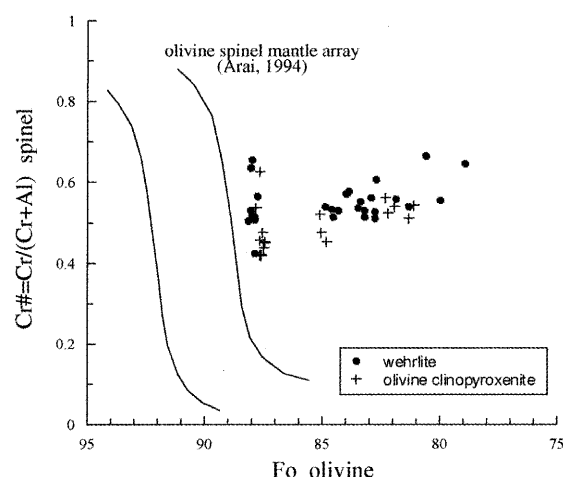 olivine spinel mantle array
(Arai, 1994)
Cr#=Cr/(Cr+Al) spinel
1
0.8
0.6
0.4
0.2
0
95
90
85
80
75
Fo olivine
wehrlite
olivine clinopyroxenite